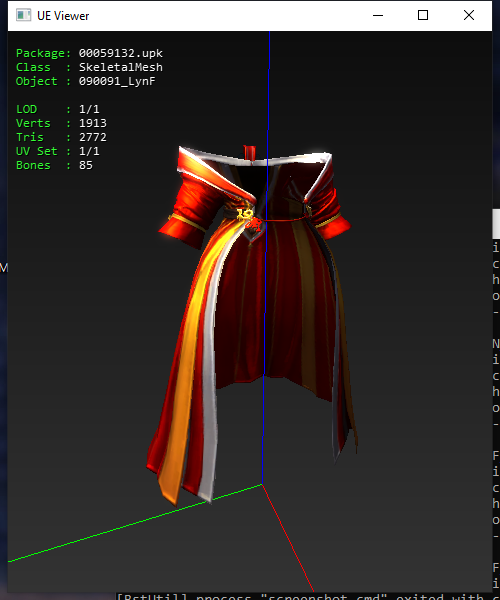 UE Viewer
Package: 00059132.upk
Class : SkeletalMesh
Object : 090091_LynF
LOD : 1/1
Verts : 1913
Tris : 2772
UV Set : 1/1
Bones : 85
M
i
c
h
o
-
N
i
c
h
o
-
F
i
c
h
o
-
F
i
[BstUtil] process "screenshot.cmd" exited with c